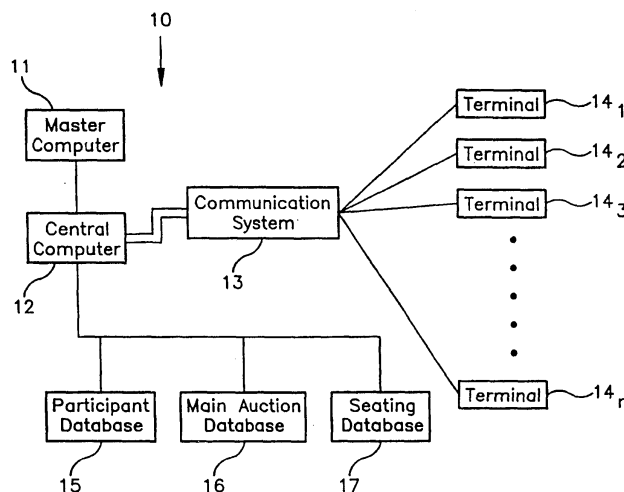 10
11
Master
Computer
Central
Computer
12
Communication
System
13
Terminal 14 1
Terminal 14 2
Terminal 14 3
Terminal 14 n
Participant
Database
15
Main Auction
Database
16
Seating
Database
17